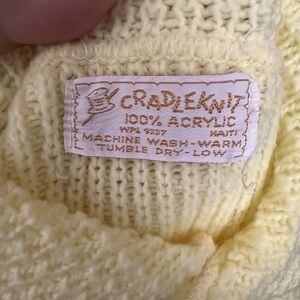 CRADLEKNIT
100% ACRYLIC
WPL 9337 HAITI
MACHINE WASH-WARM
TUMBLE DRY-LOW